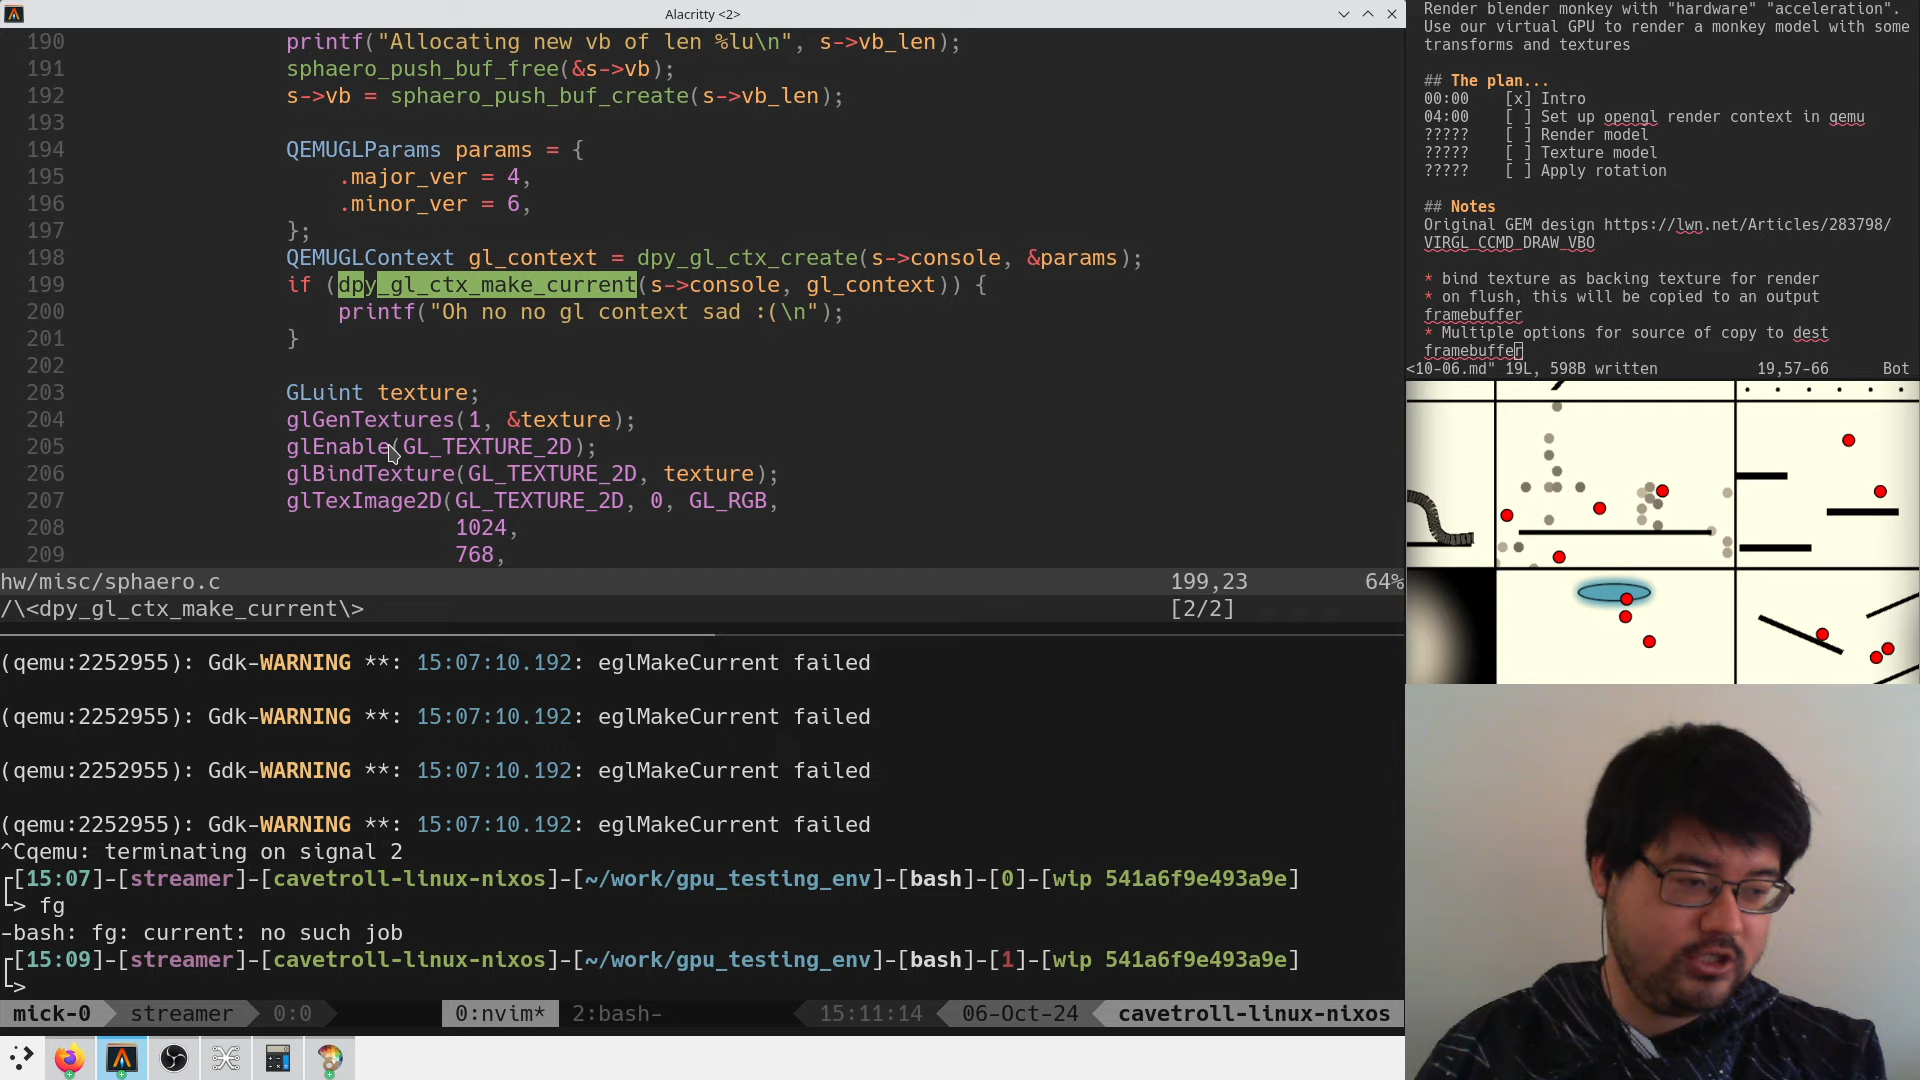 Alacritty <2>
190 printf("Allocating new vb of len %lu\n", s->vb_len);
191 sphaero_push_buf_free(&s->vb);
192 s->vb = sphaero_push_buf_create(s->vb_len);
193
194 QEMUGLParams params = {
195 .major_ver = 4,
196 .minor_ver = 6,
197 };
198 QEMUGLContext gl_context = dpy_gl_ctx_create(s->console, &params);
199 if (dpy_gl_ctx_make_current(s->console, gl_context)) {
200 printf("Oh no no gl context sad :(\n");
201 }
202
203 GLuint texture;
204 glGenTextures(1, &texture);
205 glEnable(GL_TEXTURE_2D);
206 glBindTexture(GL_TEXTURE_2D, texture);
207 glTexImage2D(GL_TEXTURE_2D, 0, GL_RGB,
208 1024,
209 768,
hw/misc/sphaero.c 199,23 64%
/\<dpy_gl_ctx_make_current\> [2/2]
(qemu:2252955): Gdk-WARNING **: 15:07:10.192: eglMakeCurrent failed
(qemu:2252955): Gdk-WARNING **: 15:07:10.192: eglMakeCurrent failed
(qemu:2252955): Gdk-WARNING **: 15:07:10.192: eglMakeCurrent failed
(qemu:2252955): Gdk-WARNING **: 15:07:10.192: eglMakeCurrent failed
^Cqemu: terminating on signal 2
[15:07]-[streamer]-[cavetroll-linux-nixos]-[~/work/gpu_testing_env]-[bash]-[0]-[wip 541a6f9e493a9e]
> fg
-bash: fg: current: no such job
[15:09]-[streamer]-[cavetroll-linux-nixos]-[~/work/gpu_testing_env]-[bash]-[1]-[wip 541a6f9e493a9e]
>
mick-0 streamer 0:0 0:nvim* 2:bash- 15:11:14 06-Oct-24 cavetroll-linux-nixos
Render blender monkey with "hardware" "acceleration".
Use our virtual GPU to render a monkey model with some
transforms and textures
## The plan...
00:00 [x] Intro
04:00 [ ] Set up opengl render context in qemu
????? [ ] Render model
????? [ ] Texture model
????? [ ] Apply rotation
## Notes
Original GEM design https://lwn.net/Articles/283798/
VIRGL_CCMD_DRAW_VBO
* bind texture as backing texture for render
* on flush, this will be copied to an output
framebuffer
* Multiple options for source of copy to dest
framebuffer
<10-06.md" 19L, 598B written 19,57-66 Bot